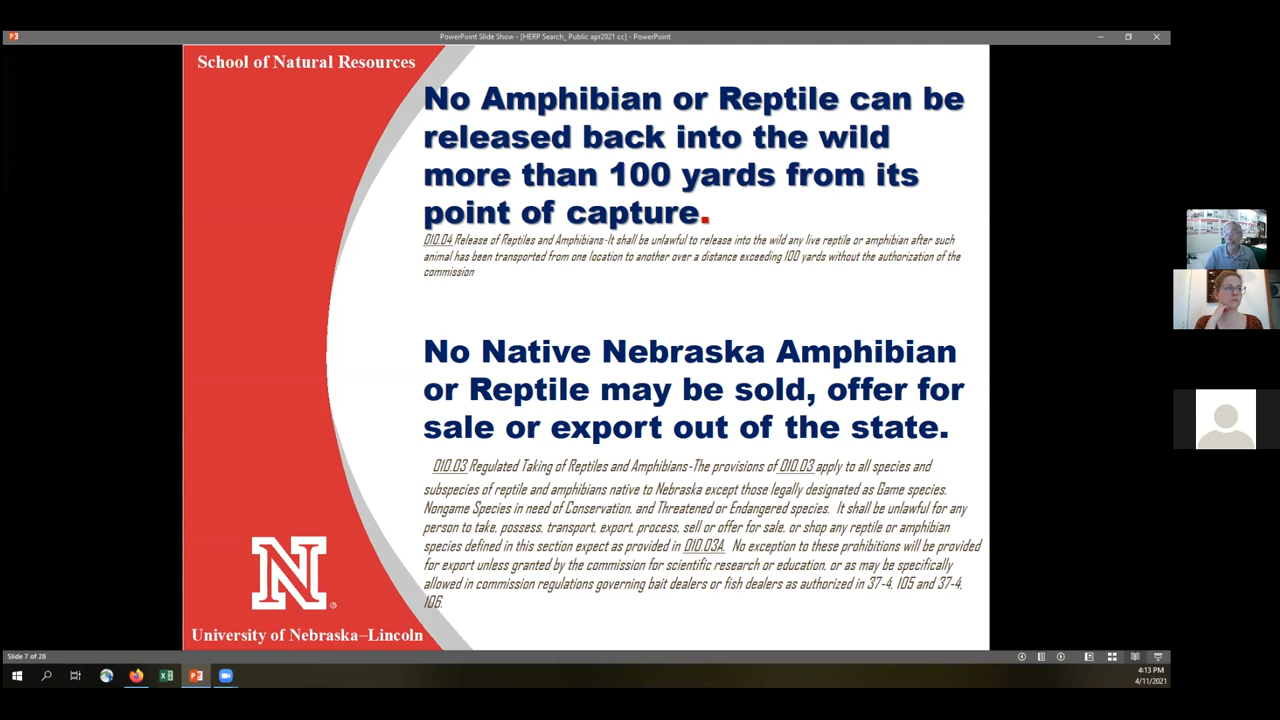 PowerPoint Slide Show - [HERP Search_ Public apr2021 cc] - PowerPoint
School of Natural Resources
No Amphibian or Reptile can be
released back into the wild
more than 100 yards from its
point of capture.
010.04 Release of Reptiles and Amphibians-It shall be unlawful to release into the wild any live reptile or amphibian after such
animal has been transported from one location to another over a distance exceeding 100 yards without the authorization of the
commission
No Native Nebraska Amphibian
or Reptile may be sold, offer for
sale or export out of the state.
010.03 Regulated Taking of Reptiles and Amphibians-The provisions of 010.03 apply to all species and
subspecies of reptile and amphibians native to Nebraska except those legally designated as Game species,
Nongame Species in need of Conservation, and Threatened or Endangered species. It shall be unlawful for any
person to take, possess, transport, export, process, sell or offer for sale, or shop any reptile or amphibian
species defined in this section expect as provided in 010.03A. No exception to these prohibitions will be provided
for export unless granted by the commission for scientific research or education, or as may be specifically
allowed in commission regulations governing bait dealers or fish dealers as authorized in 37-4, 105 and 37-4,
106.
N
University of Nebraska–Lincoln
Slide 7 of 28
4:13 PM
4/11/2021